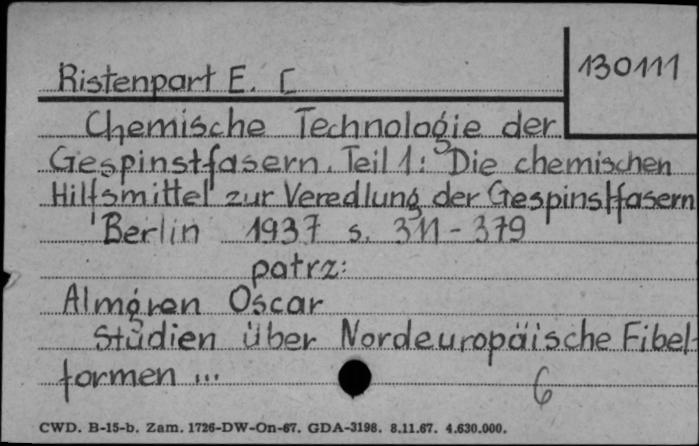 Ristenpart E. [
130111
Chemische Technologie der
Gespinstfasern. Teil 1: Die chemischen
Hilfsmittel zur Veredlung der Gespinstfasern
Berlin 1937 s. 311-379
patrz:
Almgren Oscar
Studien über Nordeuropäische Fibel-
formen ...
6
CWD. B-15-b. Zam. 1726-DW-On-67. GDA-3198. 8.11.67. 4.630.000.